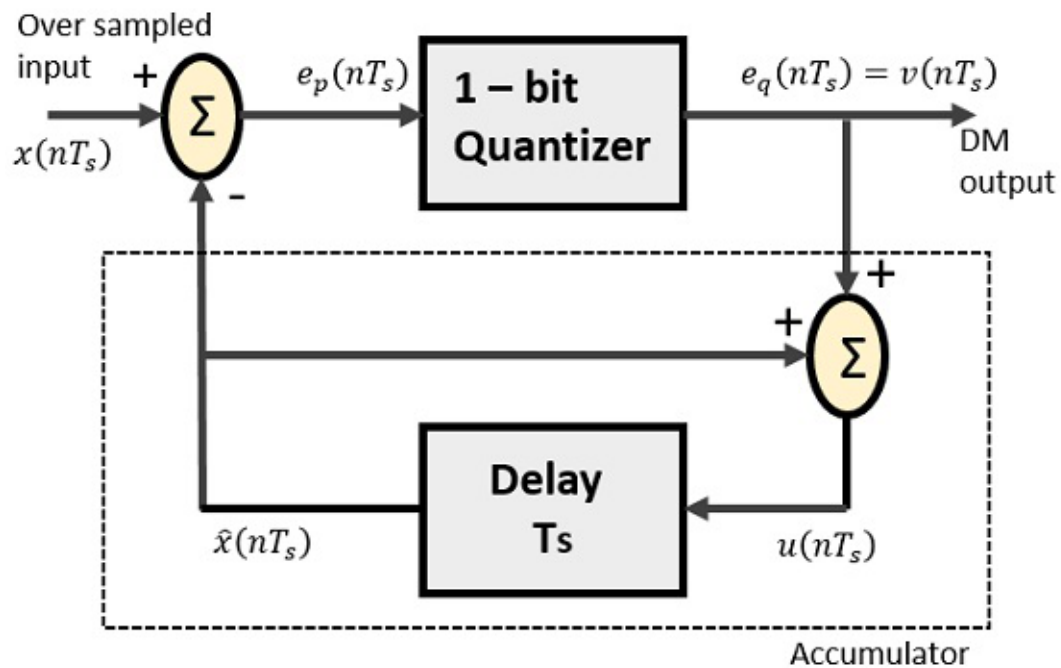 Over sampled
input
+
Σ
e_p(nT_s)
1 – bit
Quantizer
e_q(nT_s) = v(nT_s)
x(nT_s)
DM
output
-
+
+
Σ
Delay
Ts
x̂(nT_s)
u(nT_s)
Accumulator